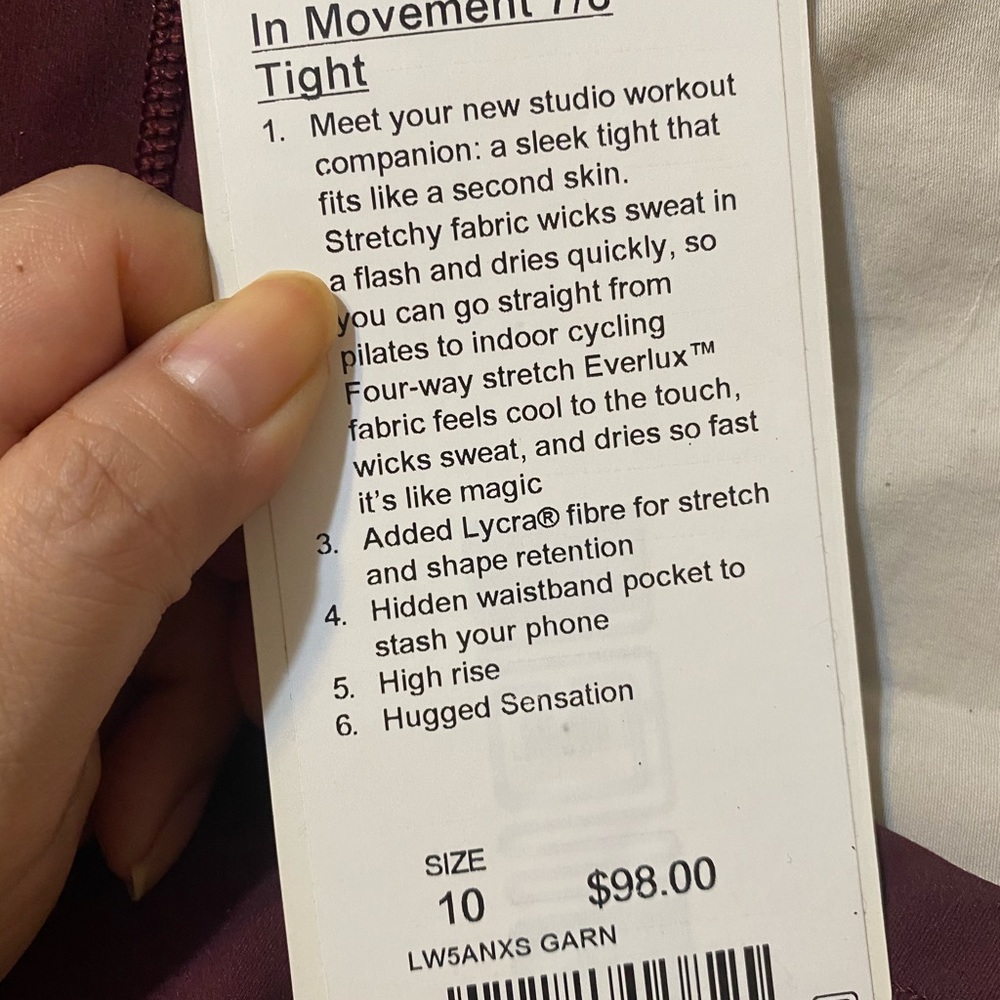 In Movement 7/8
Tight
1. Meet your new studio workout
companion: a sleek tight that
fits like a second skin.
Stretchy fabric wicks sweat in
a flash and dries quickly, so
you can go straight from
pilates to indoor cycling
Four-way stretch Everlux™
fabric feels cool to the touch,
wicks sweat, and dries so fast
it's like magic
3. Added Lycra® fibre for stretch
and shape retention
4. Hidden waistband pocket to
stash your phone
5. High rise
6. Hugged Sensation
SIZE
10 $98.00
LW5ANXS GARN